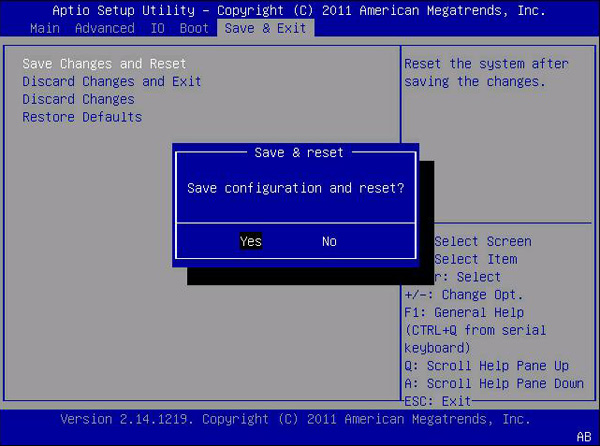 Aptio Setup Utility – Copyright (C) 2011 American Megatrends, Inc.
Main Advanced IO Boot Save & Exit
Save Changes and Reset
Discard Changes and Exit
Discard Changes
Restore Defaults
Reset the system after
saving the changes.
Save & reset
Save configuration and reset?
Yes No
Select Screen
Select Item
r: Select
+/-: Change Opt.
F1: General Help
(CTRL+Q from serial
keyboard)
Q: Scroll Help Pane Up
A: Scroll Help Pane Down
ESC: Exit
Version 2.14.1219. Copyright (C) 2011 American Megatrends, Inc.
AB